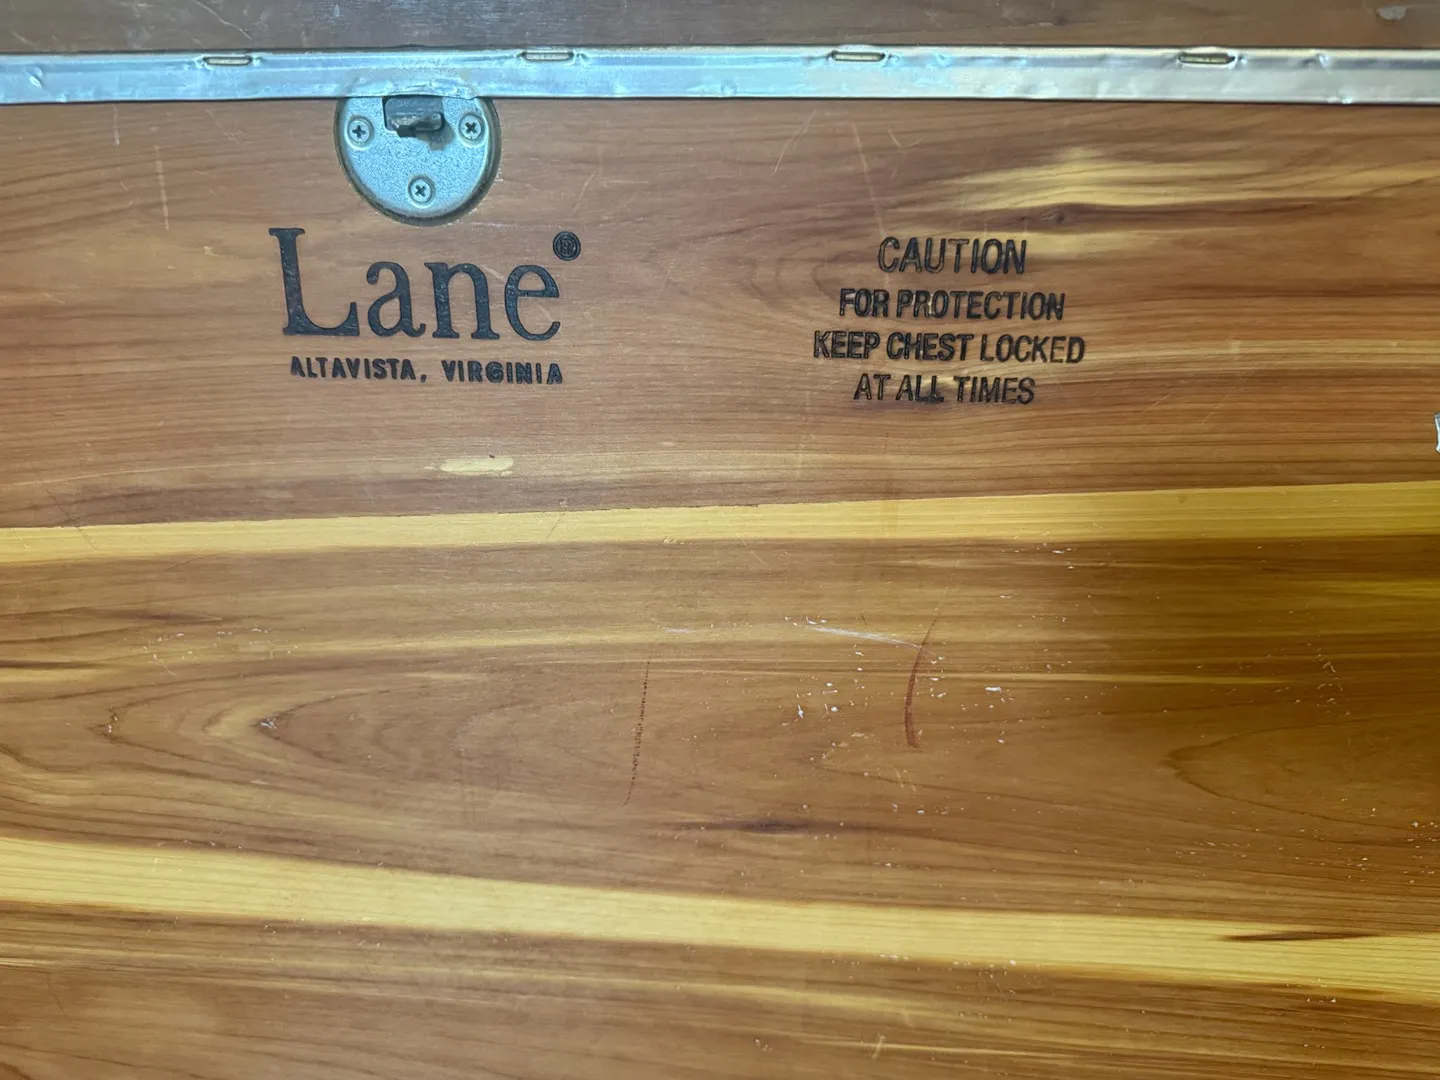 Lane®
ALTAVISTA, VIRGINIA
CAUTION
FOR PROTECTION
KEEP CHEST LOCKED
AT ALL TIMES